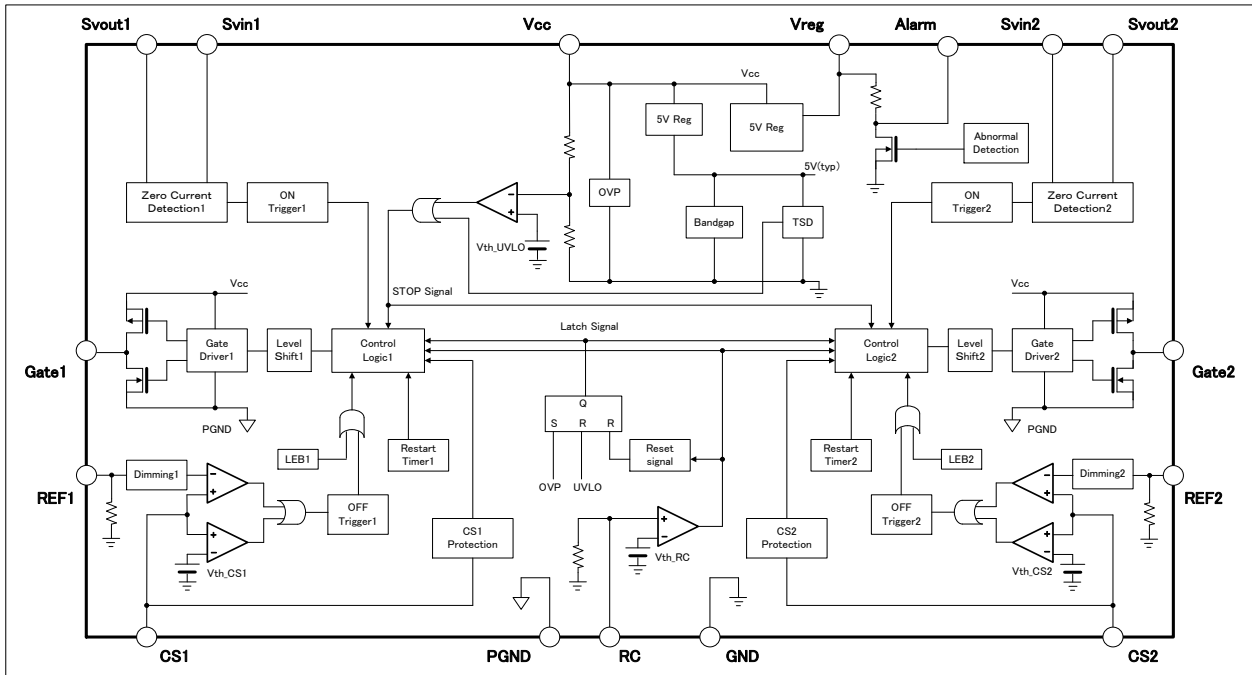 Svout1
Svin1
Vcc
Vreg
Alarm
Svin2
Svout2
Vcc
5V Reg
5V Reg
Abnormal
Detection
5V(typ)
Zero Current
Detection1
ON
Trigger1
OVP
Bandgap
TSD
ON
Trigger2
Zero Current
Detection2
Vth_UVLO
STOP Signal
Vcc
Vcc
Latch Signal
Gate
Driver1
Level
Shift1
Control
Logic1
Control
Logic2
Level
Shift2
Gate
Driver2
Gate1
Gate2
PGND
PGND
Q
S R R
LEB1
Restart
Timer1
Reset
signal
Restart
Timer2
LEB2
Dimming1
Dimming2
OVP
UVLO
REF1
REF2
OFF
Trigger1
OFF
Trigger2
CS1
Protection
CS2
Protection
Vth_CS1
Vth_RC
Vth_CS2
CS1
PGND
RC
GND
CS2